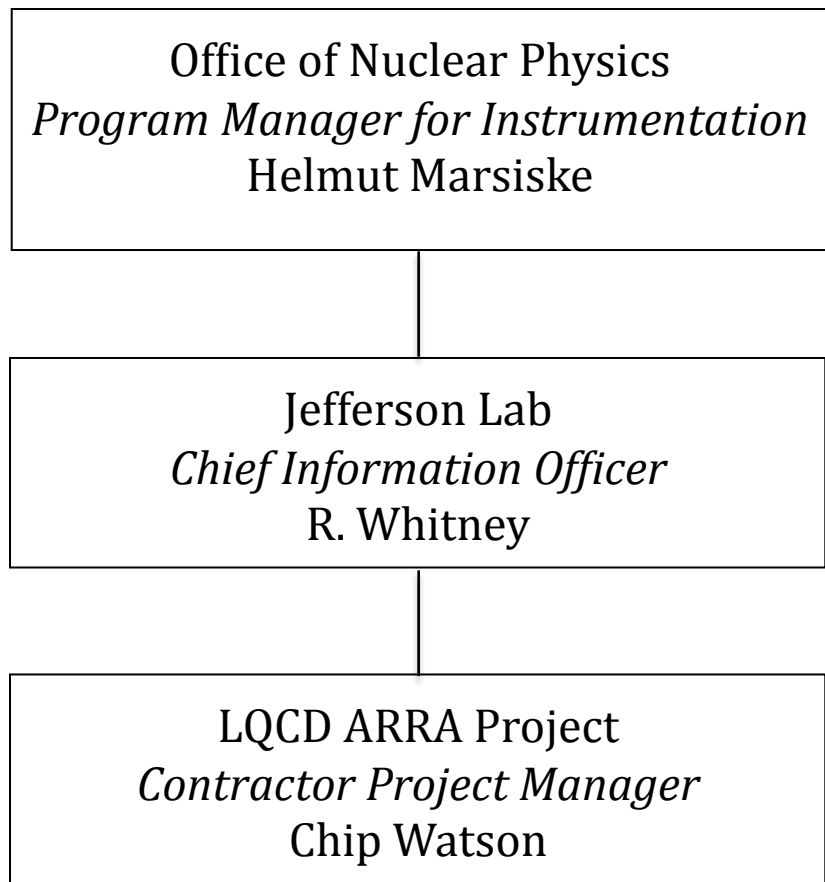 Office of Nuclear Physics
Program Manager for Instrumentation
Helmut Marsiske
Jefferson Lab
Chief Information Officer
R. Whitney
LQCD ARRA Project
Contractor Project Manager
Chip Watson